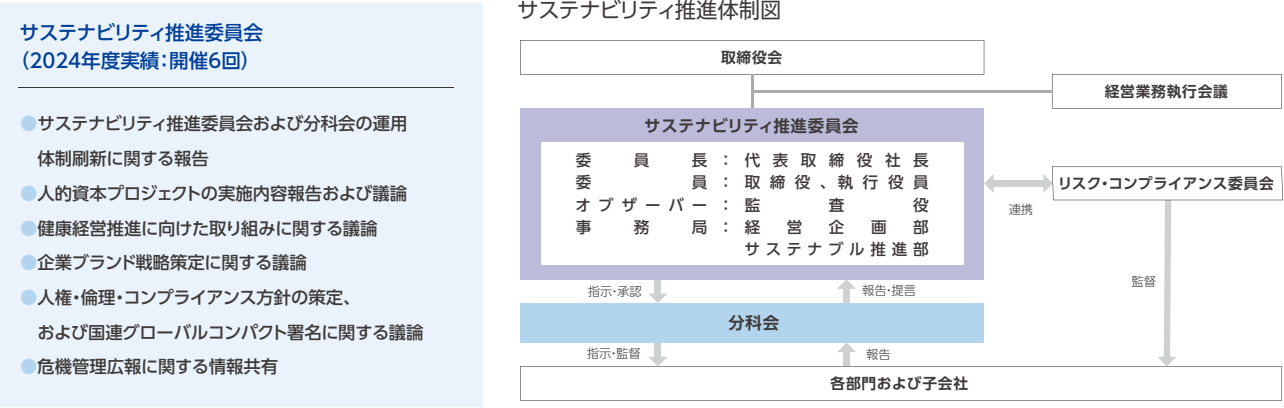 サステナビリティ推進委員会
（2024年度実績：開催6回）
●サステナビリティ推進委員会および分科会の運用
体制刷新に関する報告
●人的資本プロジェクトの実施内容報告および議論
●健康経営推進に向けた取り組みに関する議論
●企業ブランド戦略策定に関する議論
●人権・倫理・コンプライアンス方針の策定、
および国連グローバルコンパクト署名に関する議論
●危機管理広報に関する情報共有
サステナビリティ推進体制図
取締役会
経営業務執行会議
サステナビリティ推進委員会
委員長：代表取締役社長
委員：取締役、執行役員
オブザーバー：監査役
事務局：経営企画部
サステナブル推進部
リスク・コンプライアンス委員会
連携
監督
指示・承認
報告・提言
分科会
指示・監督
報告
各部門および子会社